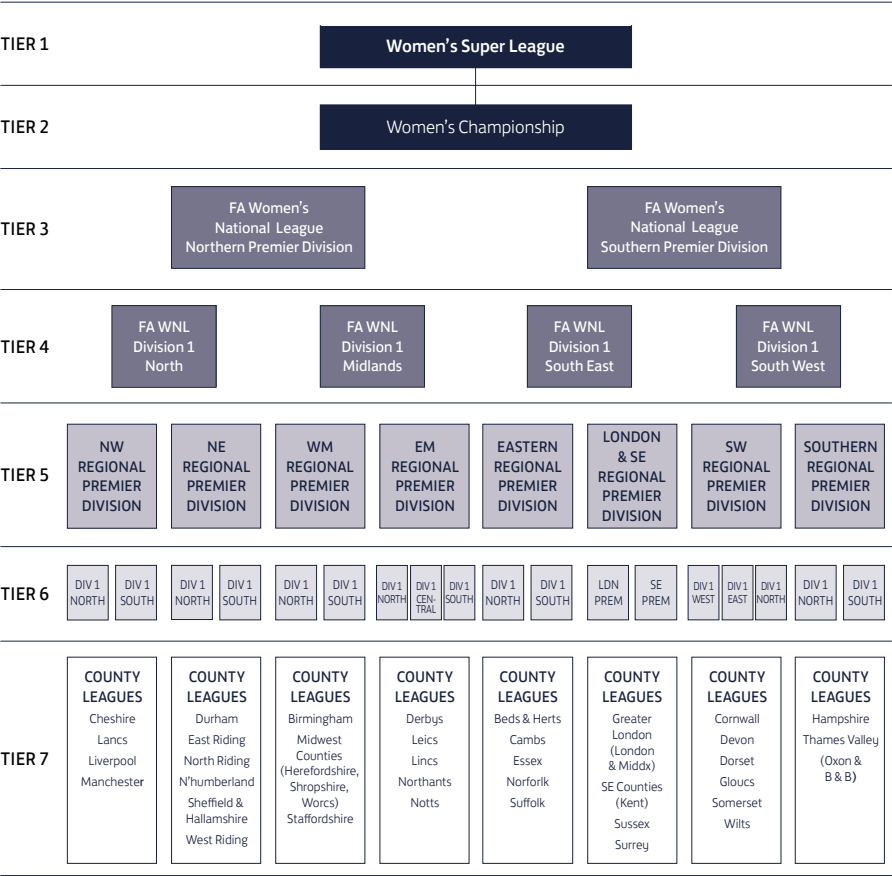 TIER 1
Women's Super League
TIER 2
Women's Championship
TIER 3
FA Women's
National League
Northern Premier Division
FA Women's
National League
Southern Premier Division
TIER 4
FA WNL
Division 1
North
FA WNL
Division 1
Midlands
FA WNL
Division 1
South East
FA WNL
Division 1
South West
TIER 5
NW
REGIONAL
PREMIER
DIVISION
NE
REGIONAL
PREMIER
DIVISION
WM
REGIONAL
PREMIER
DIVISION
EM
REGIONAL
PREMIER
DIVISION
EASTERN
REGIONAL
PREMIER
DIVISION
LONDON
& SE
REGIONAL
PREMIER
DIVISION
SW
REGIONAL
PREMIER
DIVISION
SOUTHERN
REGIONAL
PREMIER
DIVISION
TIER 6
DIV 1
NORTH
DIV 1
SOUTH
DIV 1
NORTH
DIV 1
SOUTH
DIV 1
NORTH
DIV 1
SOUTH
DIV 1
NORTH
DIV 1
CEN-
TRAL
DIV 1
SOUTH
DIV 1
NORTH
DIV 1
SOUTH
LDN
PREM
SE
PREM
DIV 1
WEST
DIV 1
EAST
DIV 1
NORTH
DIV 1
NORTH
DIV 1
SOUTH
TIER 7
COUNTY
LEAGUES
Cheshire
Lancs
Liverpool
Manchester
COUNTY
LEAGUES
Durham
East Riding
North Riding
N'humberland
Sheffield &
Hallamshire
West Riding
COUNTY
LEAGUES
Birmingham
Midwest
Counties
(Herefordshire,
Shropshire,
Worcs)
Staffordshire
COUNTY
LEAGUES
Derbys
Leics
Lincs
Northants
Notts
COUNTY
LEAGUES
Beds & Herts
Cambs
Essex
Norforlk
Suffolk
COUNTY
LEAGUES
Greater
London
(London
& Middx)
SE Counties
(Kent)
Sussex
Surrey
COUNTY
LEAGUES
Cornwall
Devon
Dorset
Gloucs
Somerset
Wilts
COUNTY
LEAGUES
Hampshire
Thames Valley
(Oxon &
B & B)